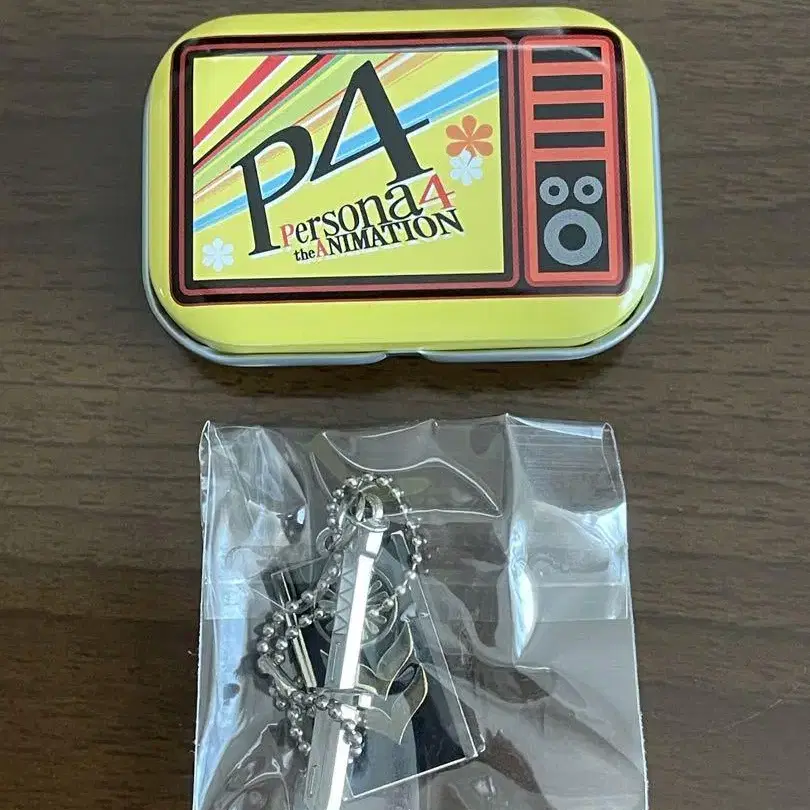 P4
Persona4
the ANIMATION